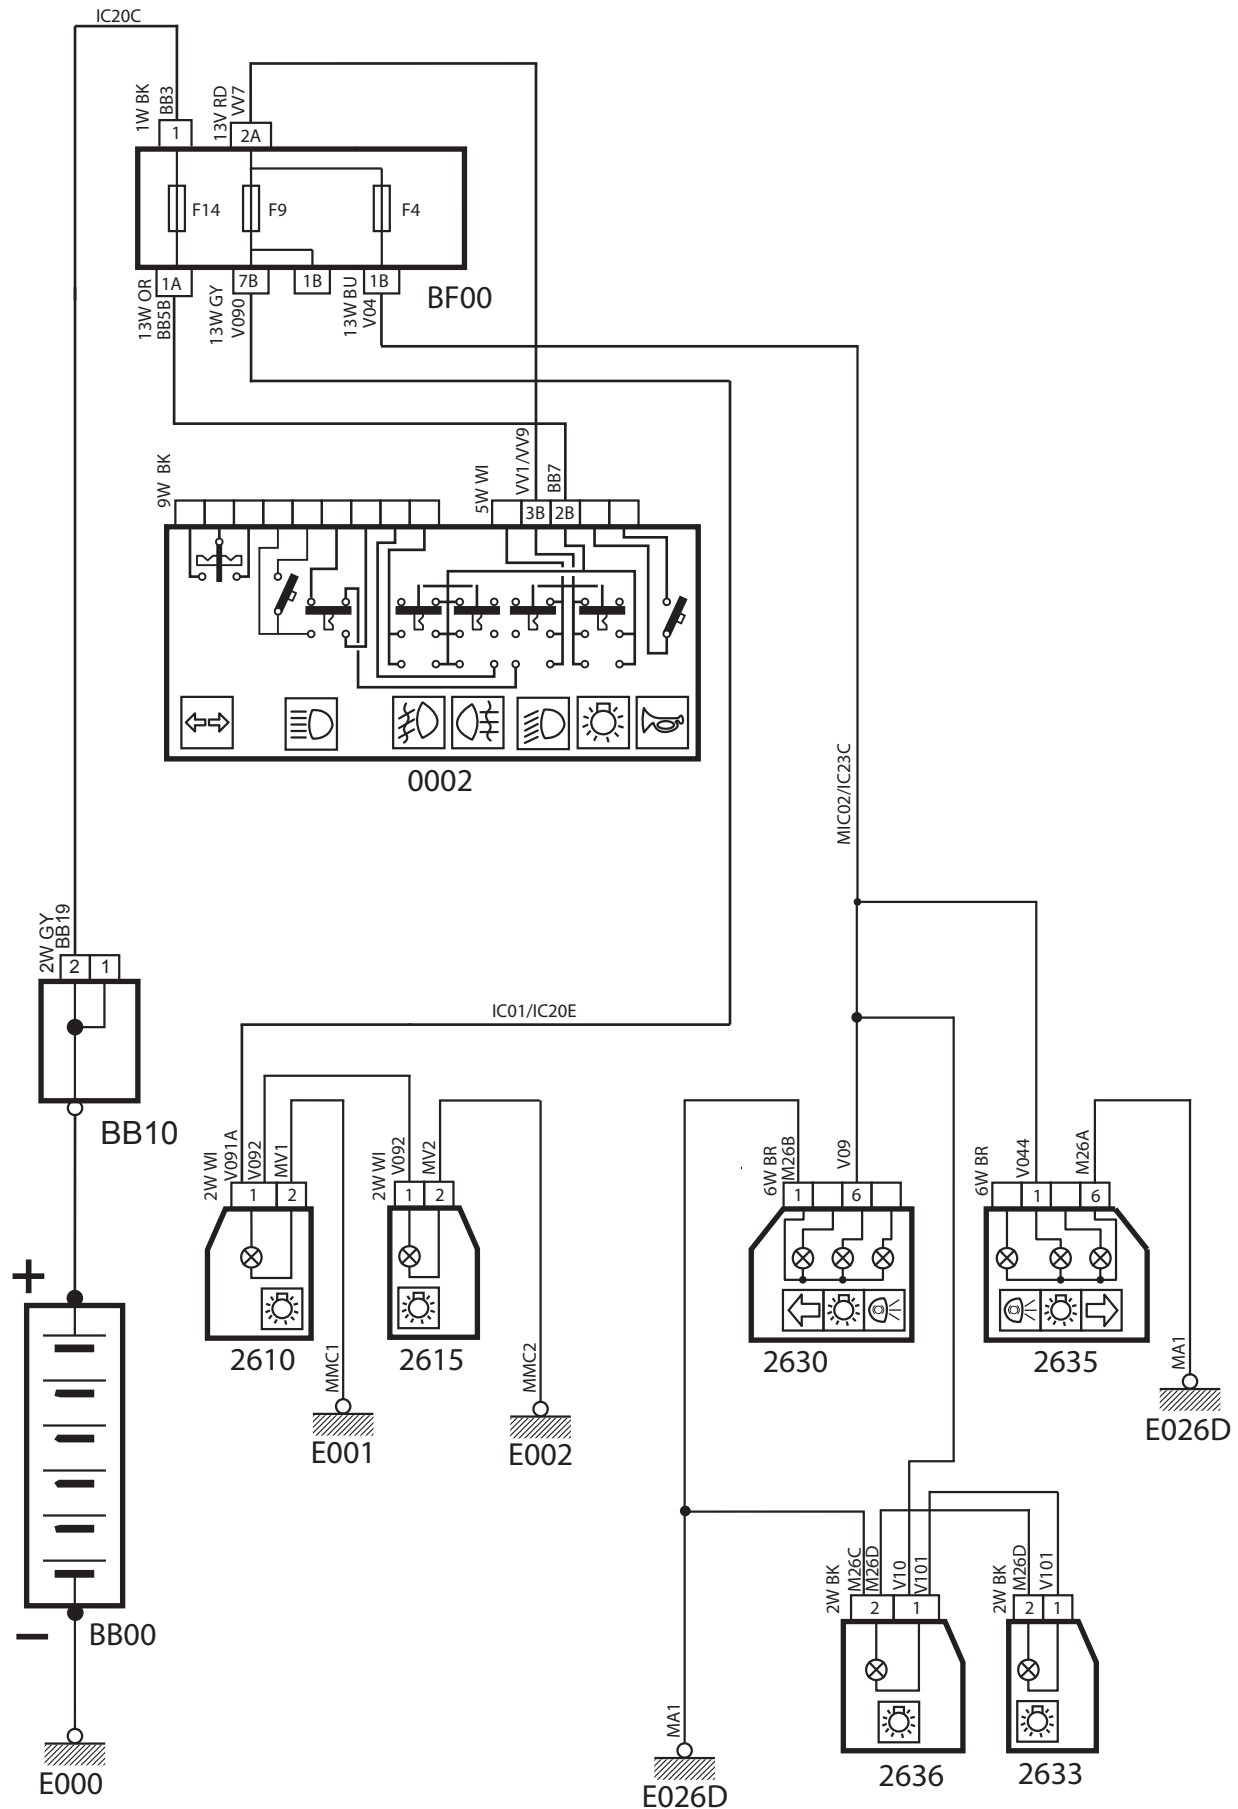 IC20C
1W BK
BB3
13V RD
VV7
1
2A
F14
F9
F4
1A
7B
1B
1B
13W OR
BB5B
13W GY
V090
13W BU
V04
BF00
9W BK
5W WI
VV1/VV9
BB7
3B
2B
0002
MIC02/IC23C
2W GY
BB19
2
1
BB10
IC01/IC20E
2W WI
V091A
V092
MV1
2W WI
V092
MV2
6W BR
M26B
V09
6W BR
V044
M26A
1
2
1
2
1
6
1
6
2610
2615
2630
2635
+
MMC1
MMC2
MA1
E001
E002
E026D
–
BB00
2W BK
M26C
M26D
V10
V101
2W BK
M26D
V101
2
1
2
1
MA1
E000
E026D
2636
2633